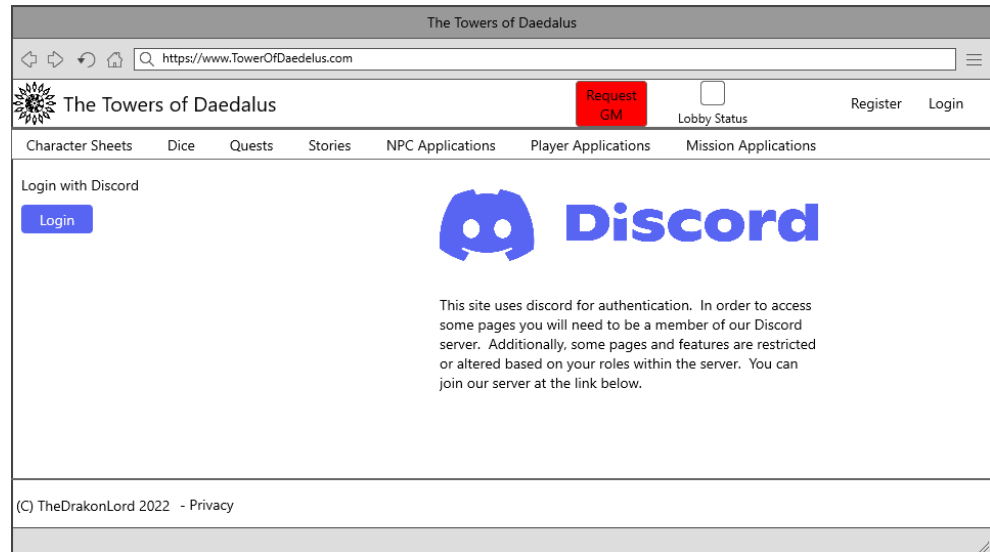 The Towers of Daedalus
https://www.TowerOfDaedelus.com
The Towers of Daedalus
Request
GM
Lobby Status
Register
Login
Character Sheets
Dice
Quests
Stories
NPC Applications
Player Applications
Mission Applications
Login with Discord
Login
Discord
This site uses discord for authentication. In order to access
some pages you will need to be a member of our Discord
server. Additionally, some pages and features are restricted
or altered based on your roles within the server. You can
join our server at the link below.
(C) TheDrakonLord 2022 - Privacy